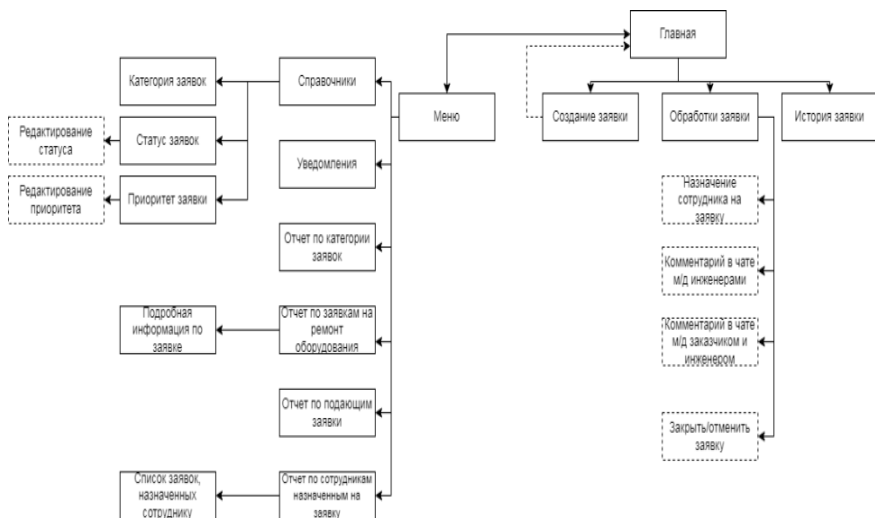 Главная
Категория заявок
Справочники
Меню
Создание заявки
Обработки заявки
История заявки
Редактирование
статуса
Статус заявок
Уведомления
Редактирование
приоритета
Приоритет заявки
Назначение
сотрудника на
заявку
Отчет по категории
заявок
Комментарий в чате
м/д инженерами
Подробная
информация по
заявке
Отчет по заявкам на
ремонт
оборудования
Комментарий в чате
м/д заказчиком и
инженером
Отчет по подающим
заявки
Закрыть/отменить
заявку
Список заявок,
назначенных
сотруднику
Отчет по сотрудникам
назначенным на
заявку